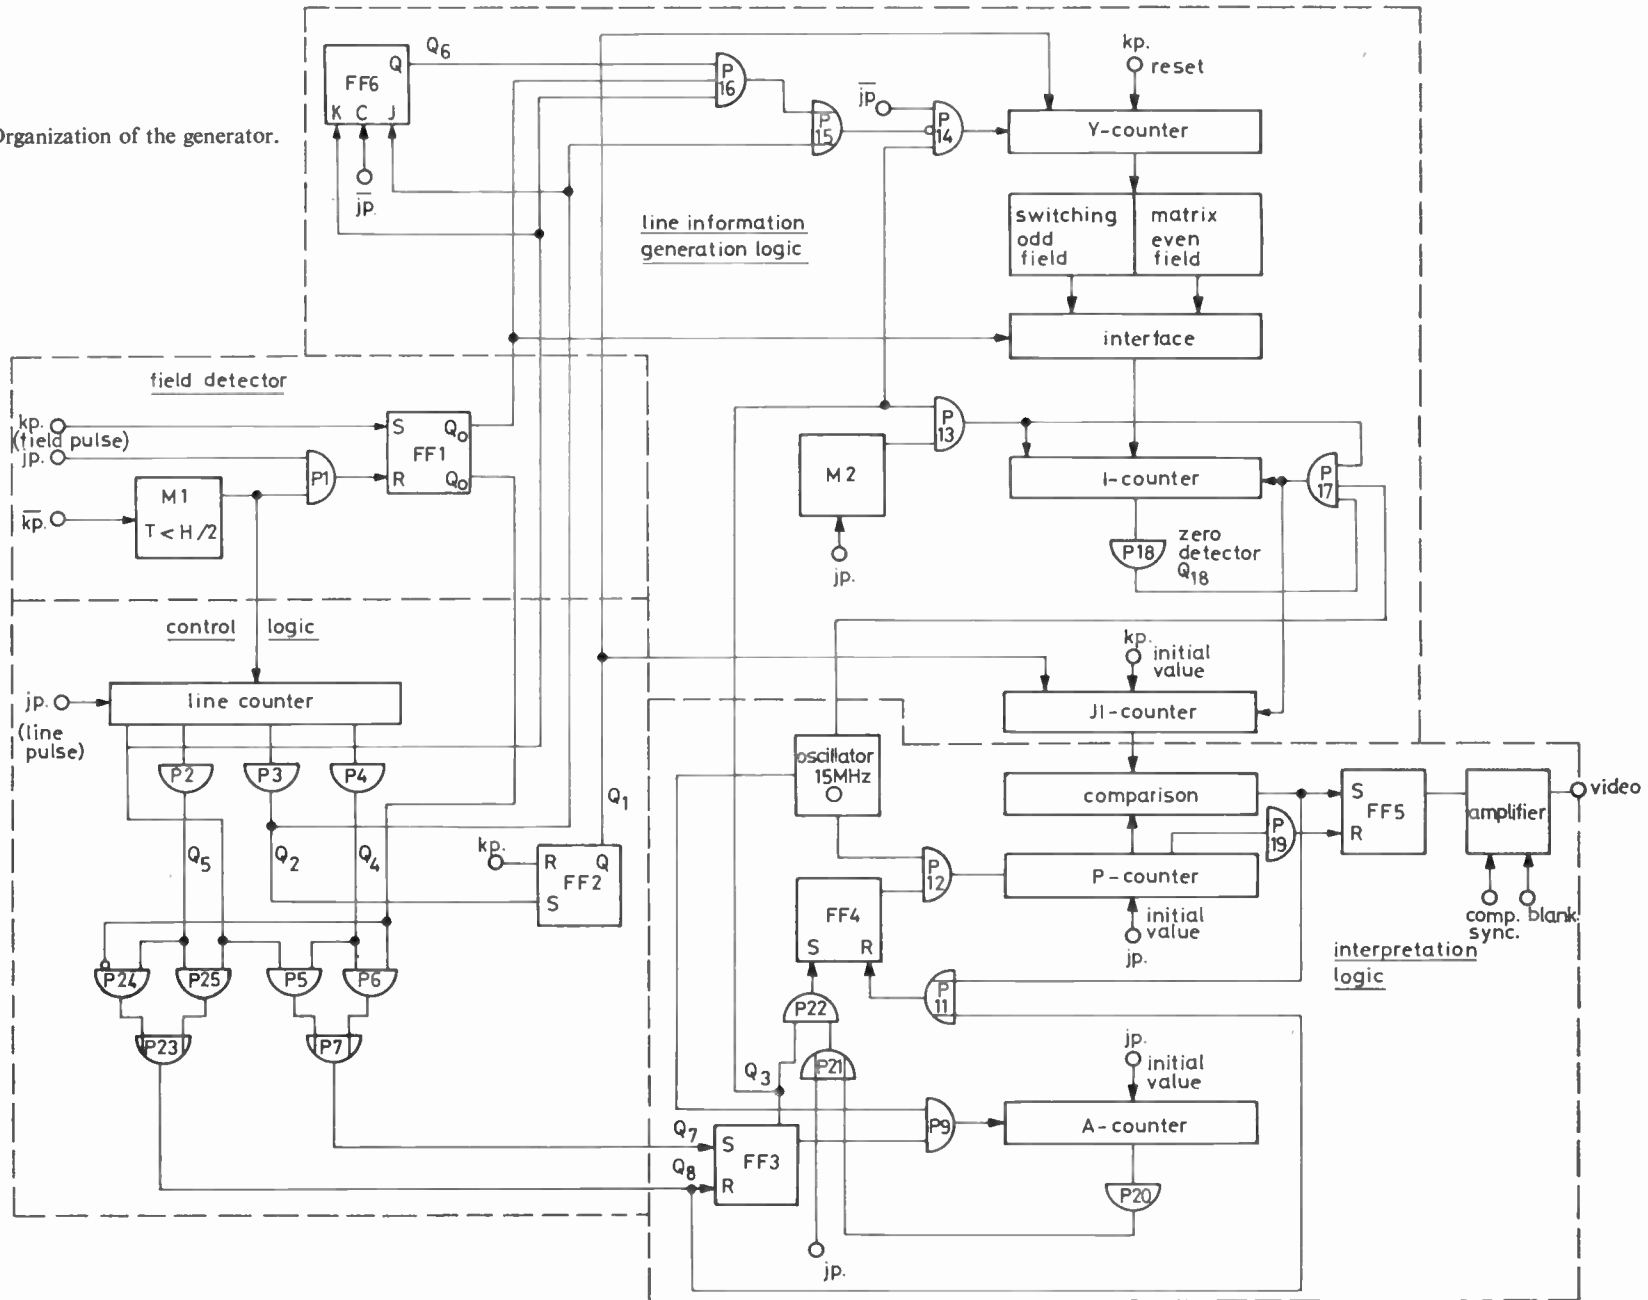 Organization of the generator.
FF6
Q
K C J
Q6
jp.
P16
P15
jp
P14
kp.
reset
Y-counter
switching odd field
matrix even field
interface
line information
generation logic
field detector
kp.
(field pulse)
jp.
kp.
M1
T < H/2
P1
S
R
FF1
Qo
Qo
M2
jp.
P13
I-counter
P17
P18
zero
detector
Q18
control logic
jp.
(line
pulse)
line counter
P2
P3
P4
Q5
Q2
Q4
kp.
R Q
FF2
S
Q1
P24
P25
P5
P6
P23
P7
kp.
initial
value
JI-counter
oscillator
15MHz
comparison
P12
P-counter
initial
value
jp.
P19
S
R
FF5
amplifier
video
comp.
sync.
blank.
interpretation
logic
FF4
S R
P11
P22
P21
Q3
Q7
Q8
S
R
FF3
P9
jp.
initial
value
A-counter
P20
jp.